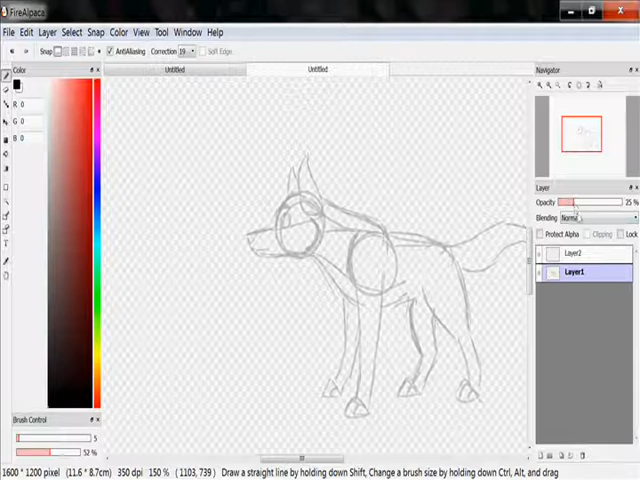 FireAlpaca
File Edit Layer Select Snap Color View Tool Window Help
Snap AntiAliasing Correction 19 Soft Edge
Color
Untitled Untitled
Navigator
R 0
G 0
B 0
Layer
Opacity 25 %
Blending Normal
Protect Alpha Clipping Lock
Layer2
Layer1
Brush Control
5
52 %
1600 * 1200 pixel (11.6 * 8.7cm) 350 dpi 150 % ( 1103, 739 ) Draw a straight line by holding down Shift, Change a brush size by holding down Ctrl, Alt, and drag